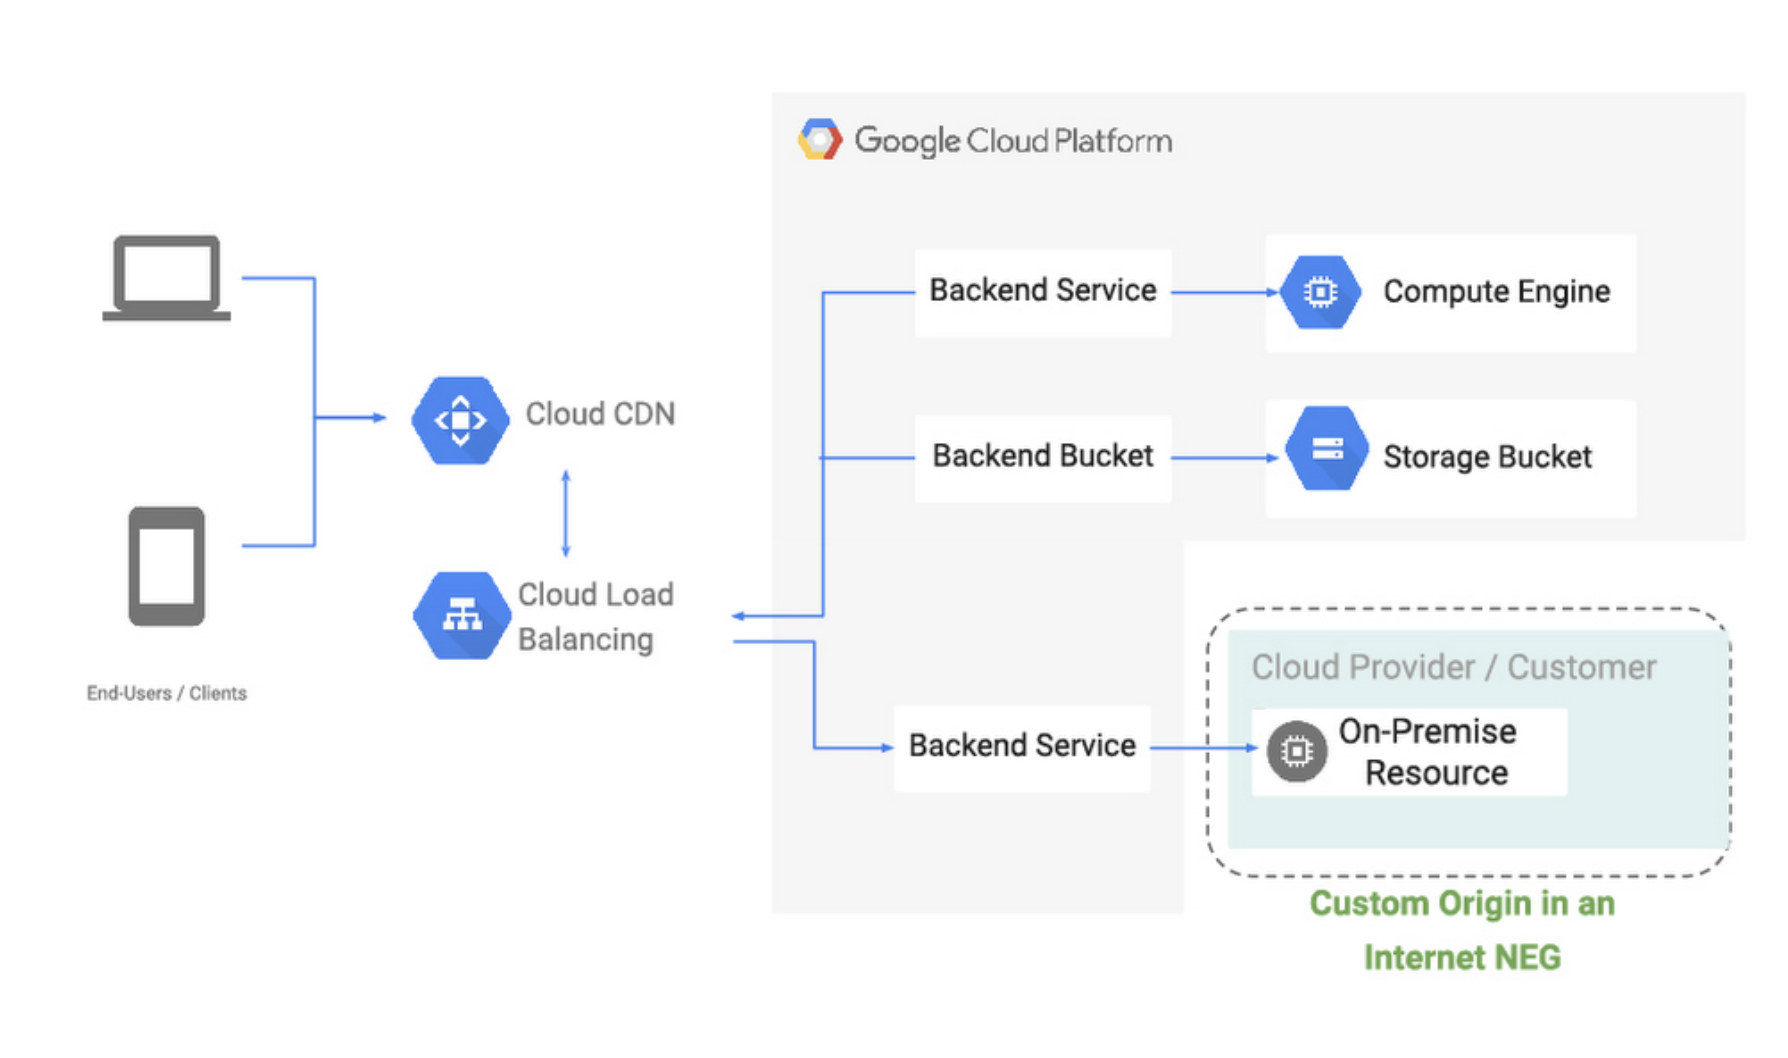 Google Cloud Platform
Backend Service
Compute Engine
Cloud CDN
Backend Bucket
Storage Bucket
Cloud Load
Balancing
End-Users / Clients
Cloud Provider / Customer
Backend Service
On-Premise
Resource
Custom Origin in an
Internet NEG